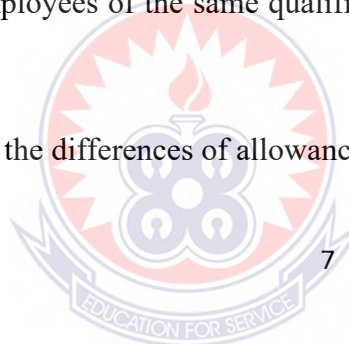 ployees of the same qualifi
the differences of allowanc
7
EDUCATION FOR SERVICE